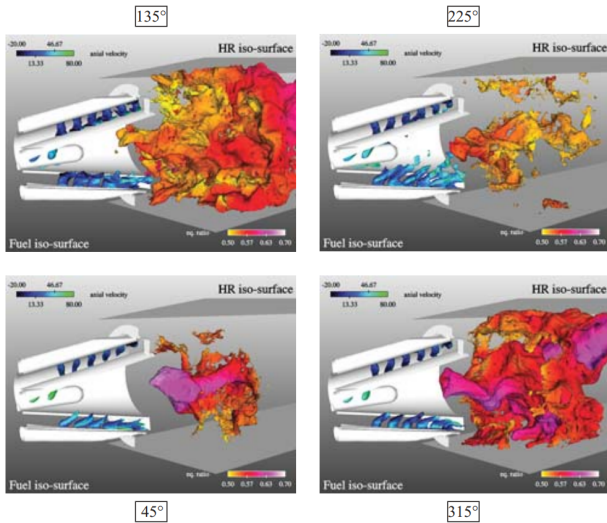 135°
225°
-20.00 46.67
axial velocity
13.33 80.00
HR iso-surface
Fuel iso-surface
eq. ratio
0.50 0.57 0.63 0.70
-20.00 46.67
axial velocity
13.33 80.00
HR iso-surface
Fuel iso-surface
eq. ratio
0.50 0.57 0.63 0.70
-20.00 46.67
axial velocity
13.33 80.00
HR iso-surface
Fuel iso-surface
eq. ratio
0.50 0.57 0.63 0.70
-20.00 46.67
axial velocity
13.33 80.00
HR iso-surface
Fuel iso-surface
eq. ratio
0.50 0.57 0.63 0.70
45°
315°